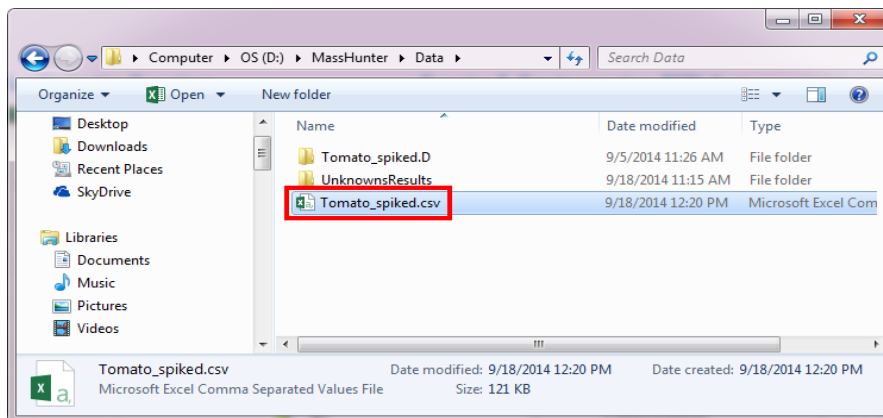 Computer OS (D:) MassHunter Data Search Data
Organize Open New folder
Desktop
Downloads
Recent Places
SkyDrive
Libraries
Documents
Music
Pictures
Videos
Name Date modified Type
Tomato_spiked.D 9/5/2014 11:26 AM File folder
UnknownsResults 9/18/2014 11:15 AM File folder
Tomato_spiked.csv 9/18/2014 12:20 PM Microsoft Excel Com
Tomato_spiked.csv Date modified: 9/18/2014 12:20 PM Date created: 9/18/2014 12:20 PM
Microsoft Excel Comma Separated Values File Size: 121 KB